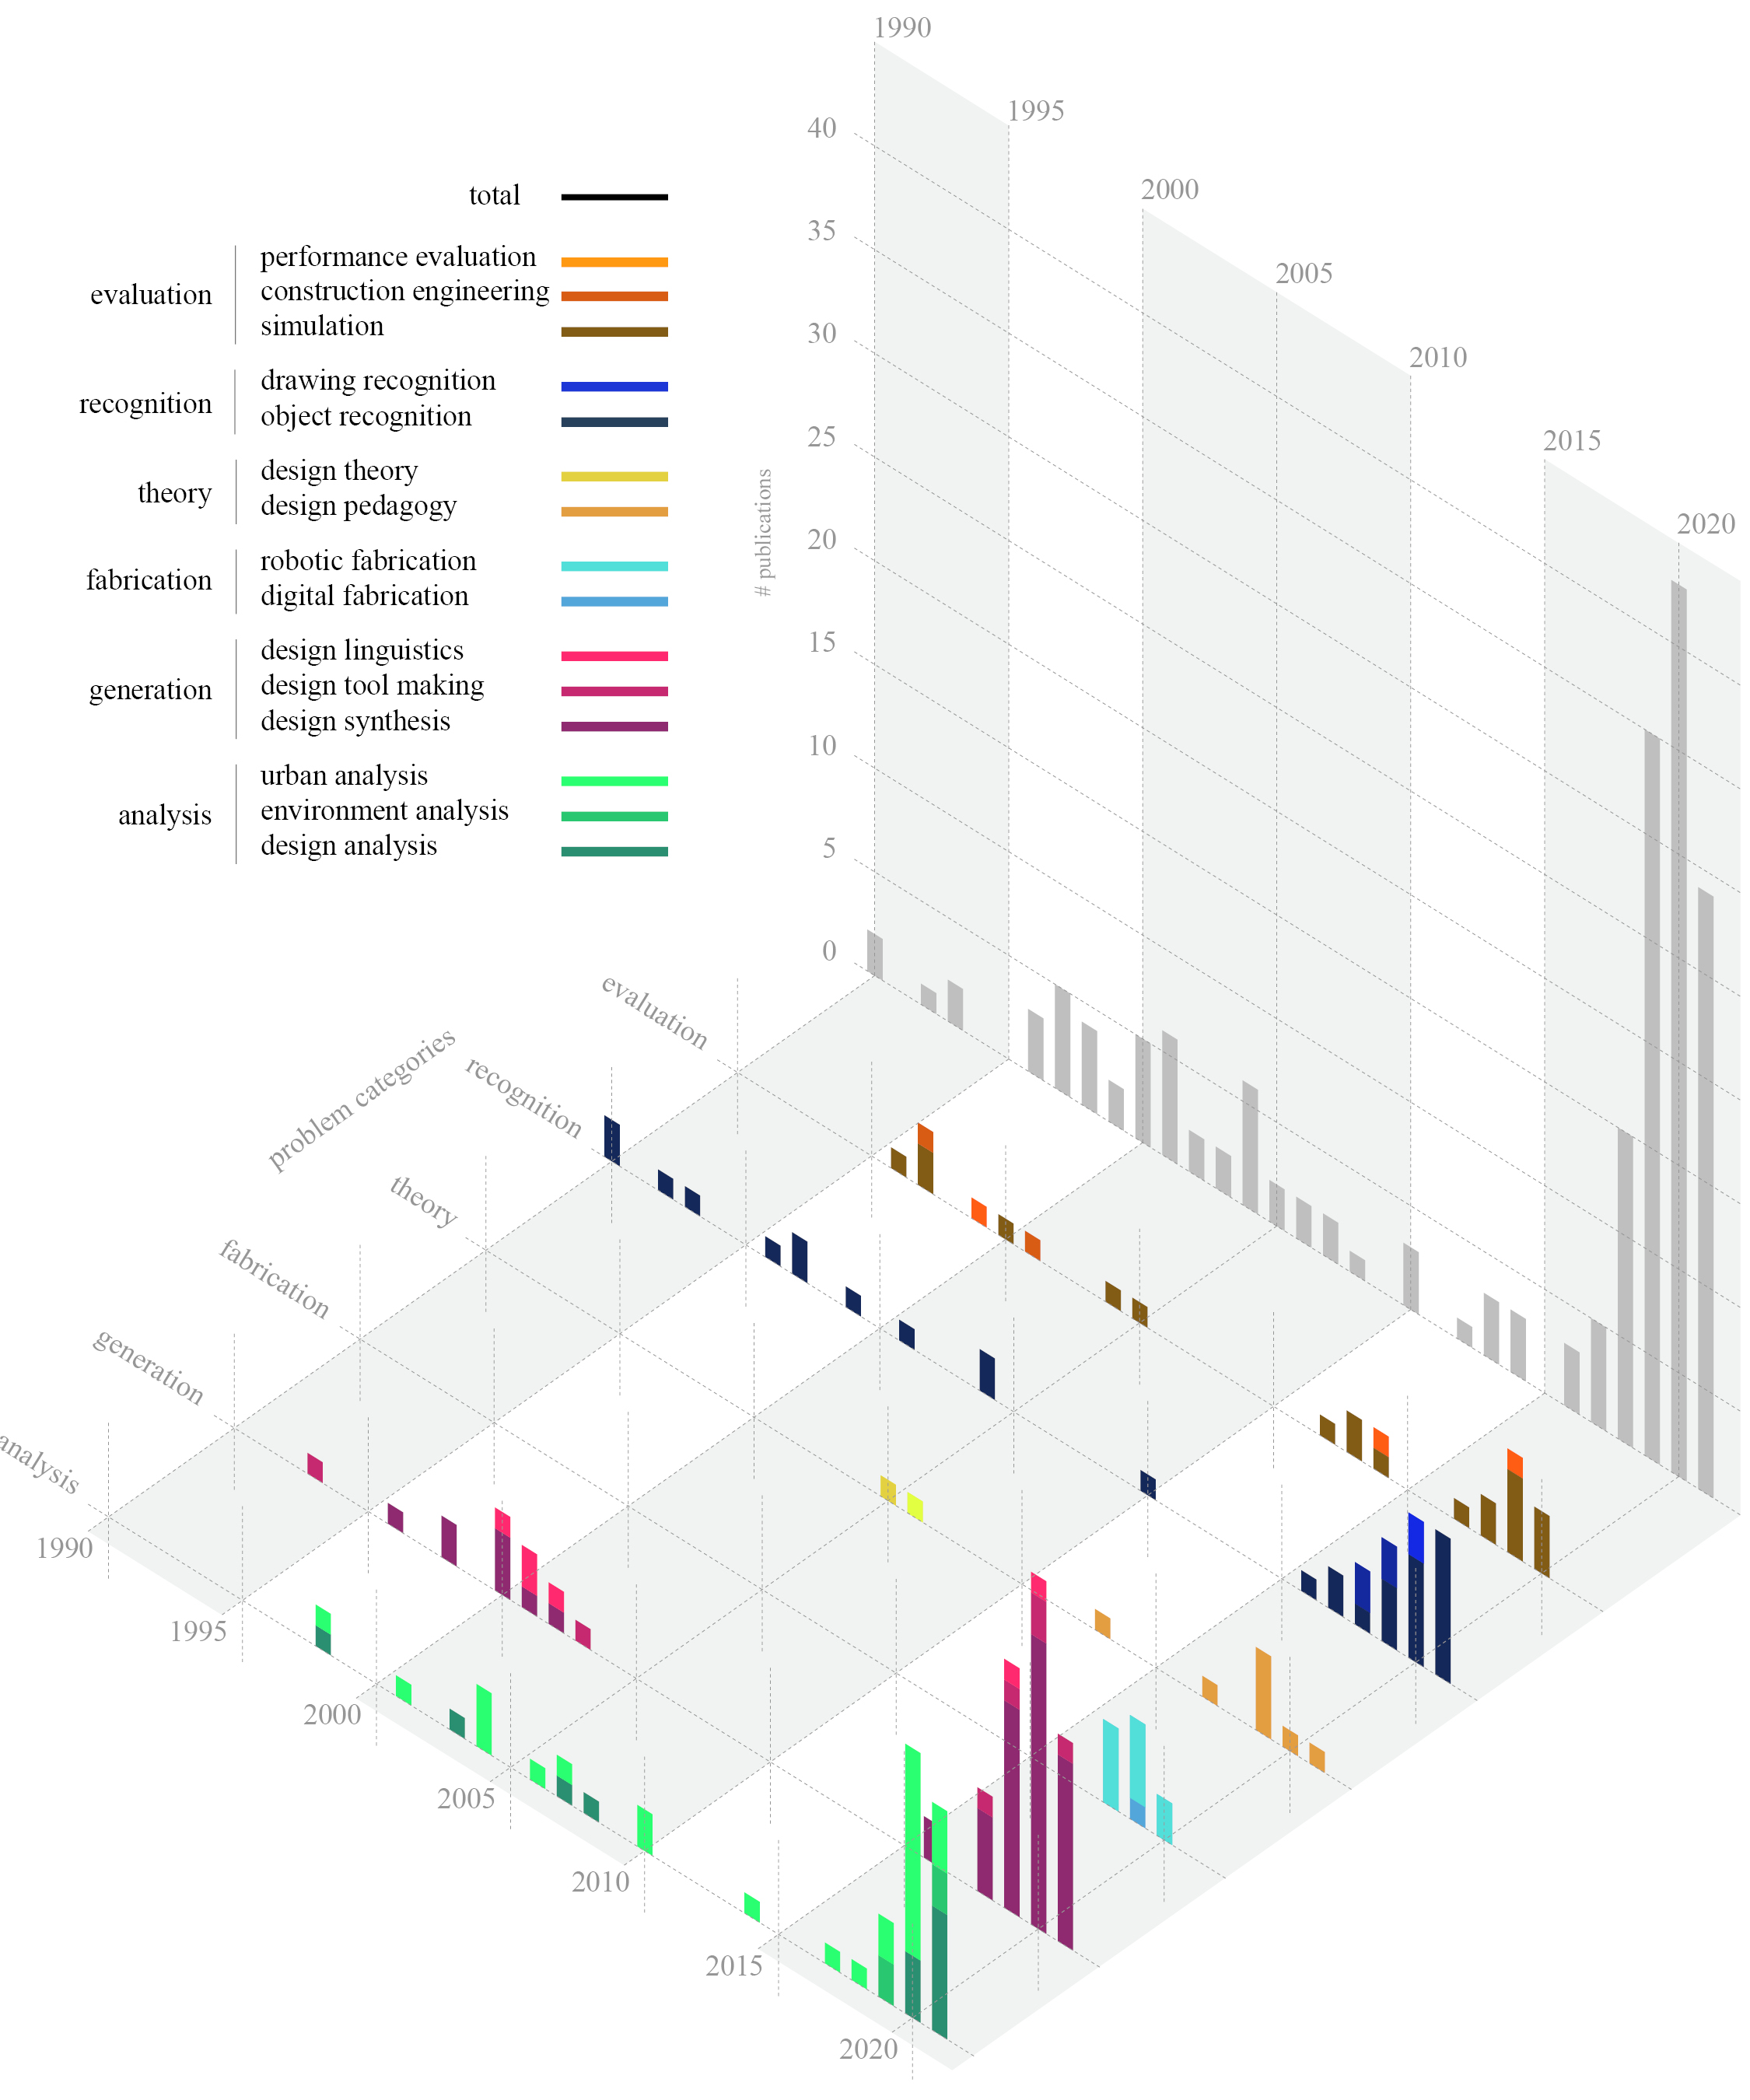 1990
1995
2000
2005
2010
2015
2020
40
35
30
25
20
15
10
5
0
# publications
total
evaluation
performance evaluation
construction engineering
simulation
recognition
drawing recognition
object recognition
theory
design theory
design pedagogy
fabrication
robotic fabrication
digital fabrication
generation
design linguistics
design tool making
design synthesis
analysis
urban analysis
environment analysis
design analysis
problem categories
evaluation
recognition
theory
fabrication
generation
analysis
1990
1995
2000
2005
2010
2015
2020